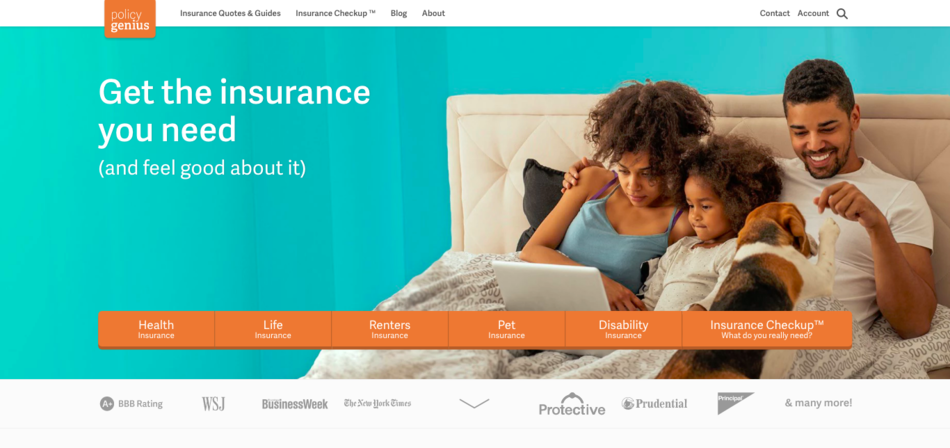 policy
genius
Insurance Quotes & Guides
Insurance Checkup ™
Blog
About
Contact
Account
Get the insurance
you need
(and feel good about it)
Health
Insurance
Life
Insurance
Renters
Insurance
Pet
Insurance
Disability
Insurance
Insurance Checkup™
What do you really need?
A+ BBB Rating
WSJ
BusinessWeek
The New York Times
Protective
Prudential
Principal
& many more!